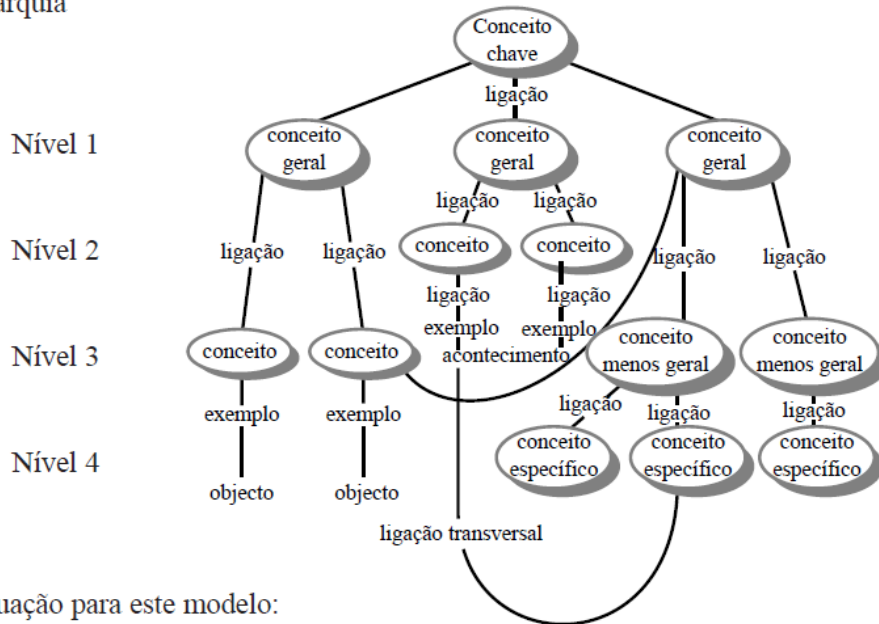 Conceito
chave
ligação
Nível 1
conceito
geral
conceito
geral
conceito
geral
ligação
ligação
Nível 2
conceito
conceito
ligação
ligação
ligação
ligação
ligação
ligação
exemplo
exemplo
acontecimento
Nível 3
conceito
conceito
conceito
menos geral
conceito
menos geral
exemplo
exemplo
ligação
ligação
ligação
Nível 4
conceito
específico
conceito
específico
conceito
específico
objecto
objecto
ligação transversal
para este modelo: